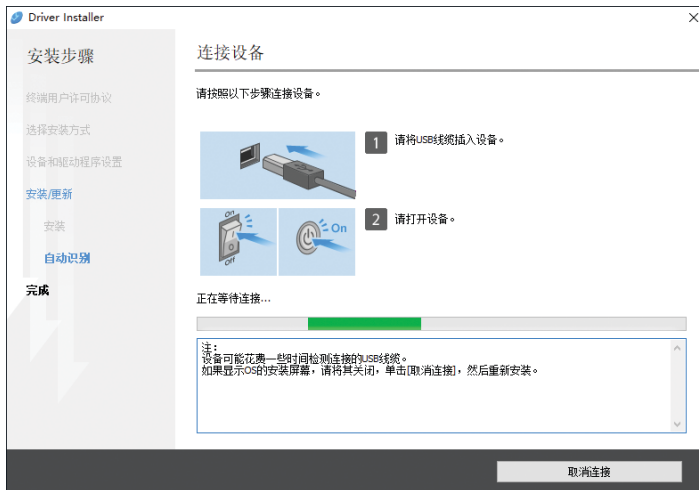 Driver Installer
安装步骤
终端用户许可协议
选择安装方式
设备和驱动程序设置
安装/更新
安装
自动识别
完成
连接设备
请按照以下步骤连接设备。
1 请将USB线缆插入设备。
On
Off
On
2 请打开设备。
正在等待连接...
注:
设备可能花费一些时间检测连接的USB线缆。
如果显示OS的安装屏幕，请将其关闭，单击[取消连接]，然后重新安装。
取消连接